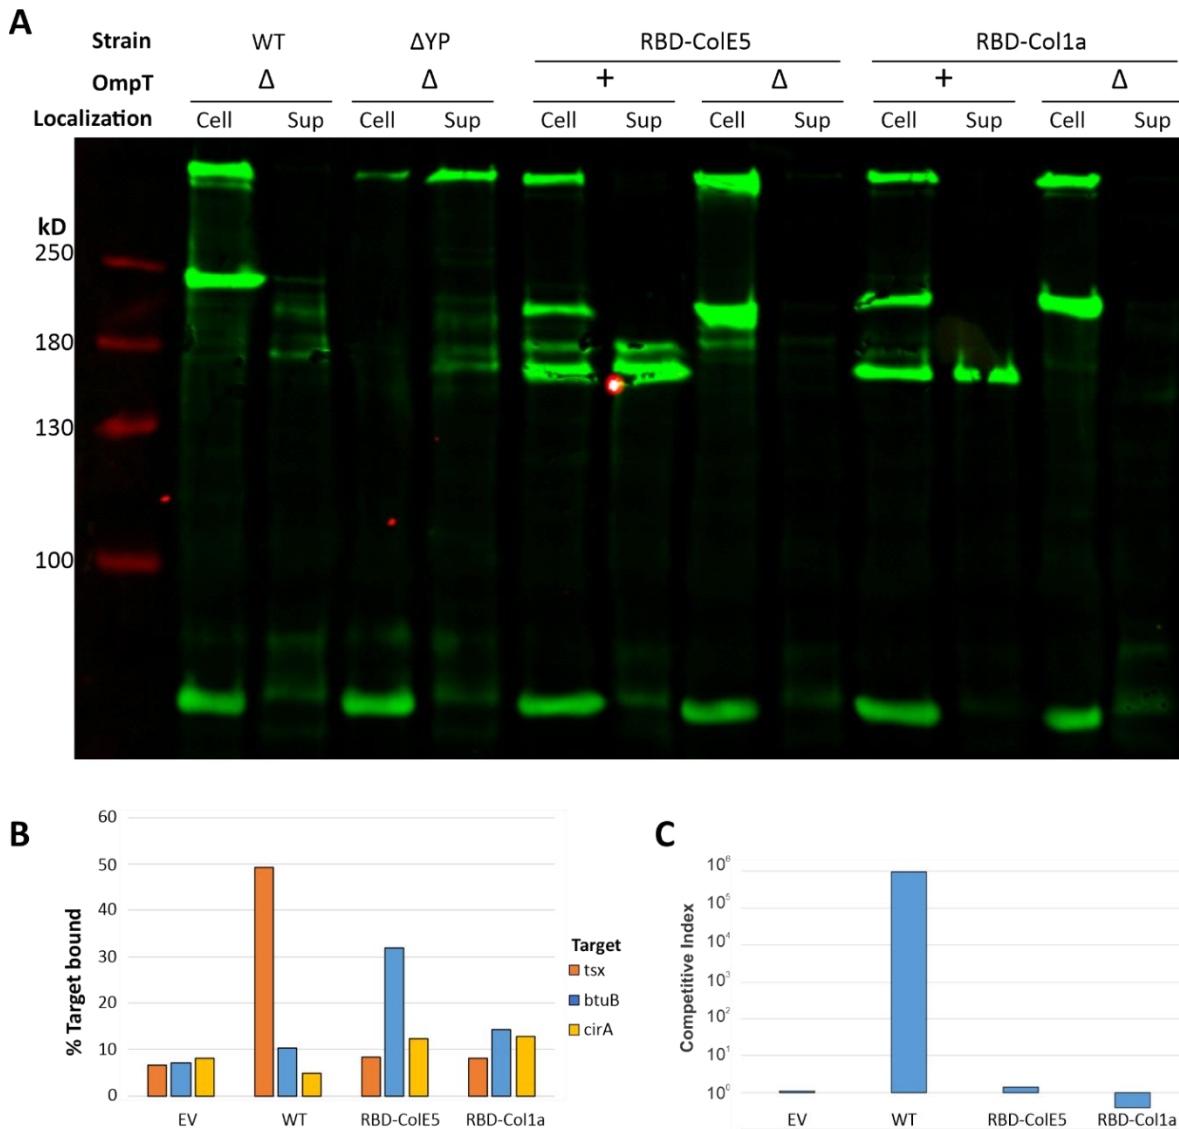 A
Strain WT ΔYP RBD-ColE5 RBD-Col1a
OmpT Δ Δ + Δ + Δ
Localization Cell Sup Cell Sup Cell Sup Cell Sup Cell Sup Cell Sup
kD
250
180
130
100
B
60
50
40
30
20
10
0
% Target bound
EV WT RBD-ColE5 RBD-Col1a
Target
tsx
btuB
cirA
C
10⁶
10⁵
10⁴
10³
10²
10¹
10⁰
Competitive Index
EV WT RBD-ColE5 RBD-Col1a